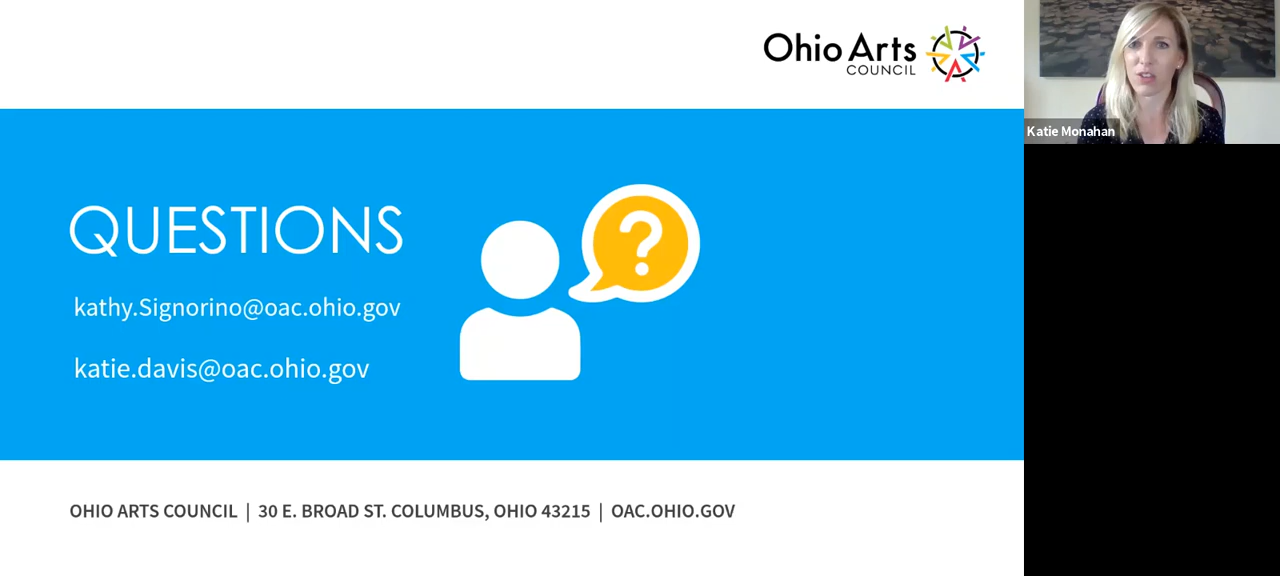 Ohio Arts
COUNCIL
Katie Monahan
QUESTIONS
?
kathy.Signorino@oac.ohio.gov
katie.davis@oac.ohio.gov
OHIO ARTS COUNCIL | 30 E. BROAD ST. COLUMBUS, OHIO 43215 | OAC.OHIO.GOV